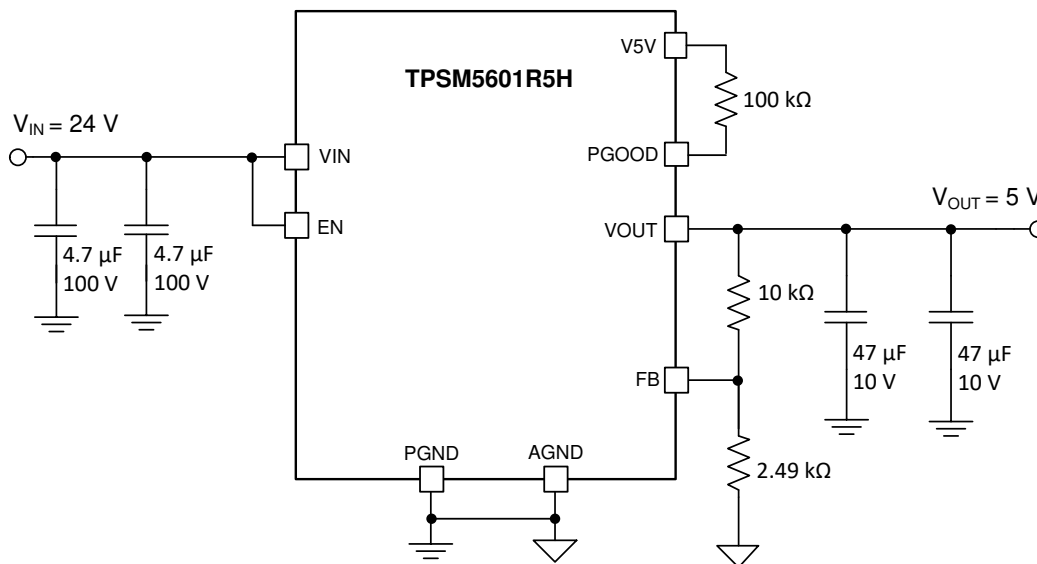 V5V
TPSM5601R5H
100 kΩ
V_IN = 24 V
VIN
PGOOD
EN
VOUT
V_OUT = 5 V
4.7 µF
100 V
4.7 µF
100 V
10 kΩ
47 µF
10 V
47 µF
10 V
FB
PGND
AGND
2.49 kΩ